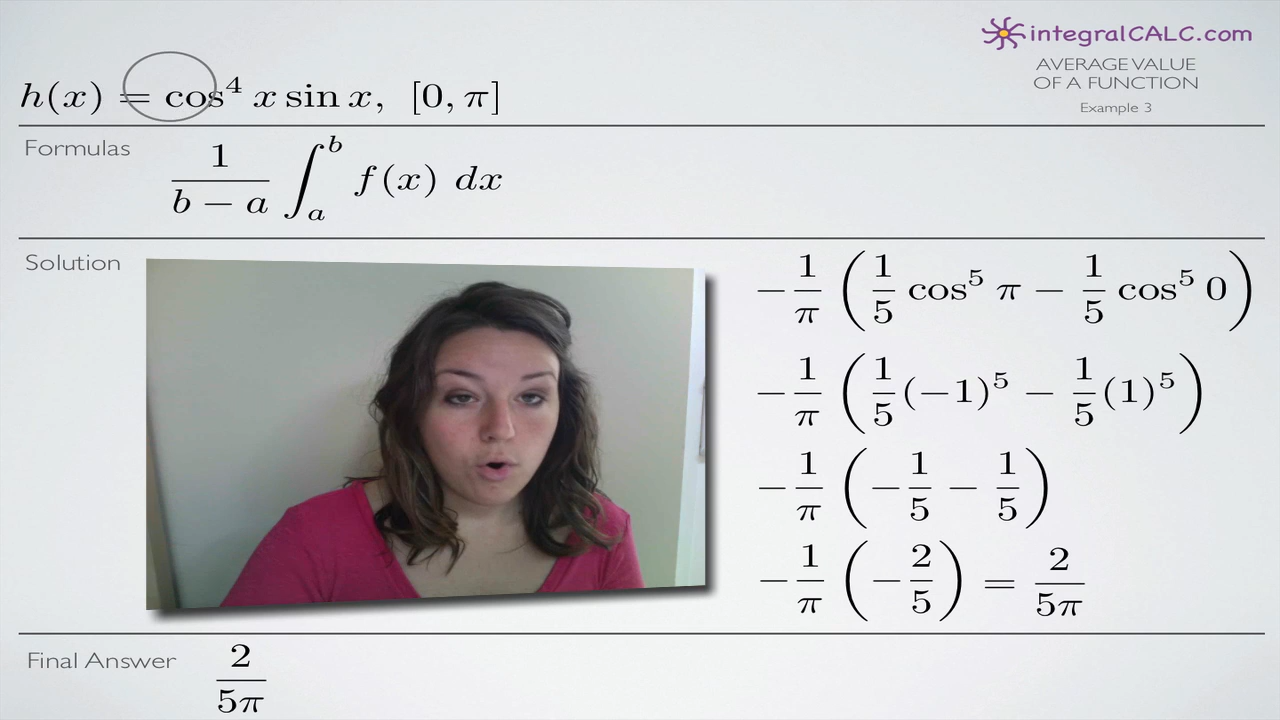 integralCALC.com
AVERAGE VALUE
OF A FUNCTION
Example 3
h(x) = cos⁴ x sin x, [0, π]
Formulas
1/(b − a) ∫ₐᵇ f(x) dx
Solution
−1/π (1/5 cos⁵ π − 1/5 cos⁵ 0)
−1/π (1/5(−1)⁵ − 1/5(1)⁵)
−1/π (−1/5 − 1/5)
−1/π (−2/5) = 2/(5π)
Final Answer 2/(5π)